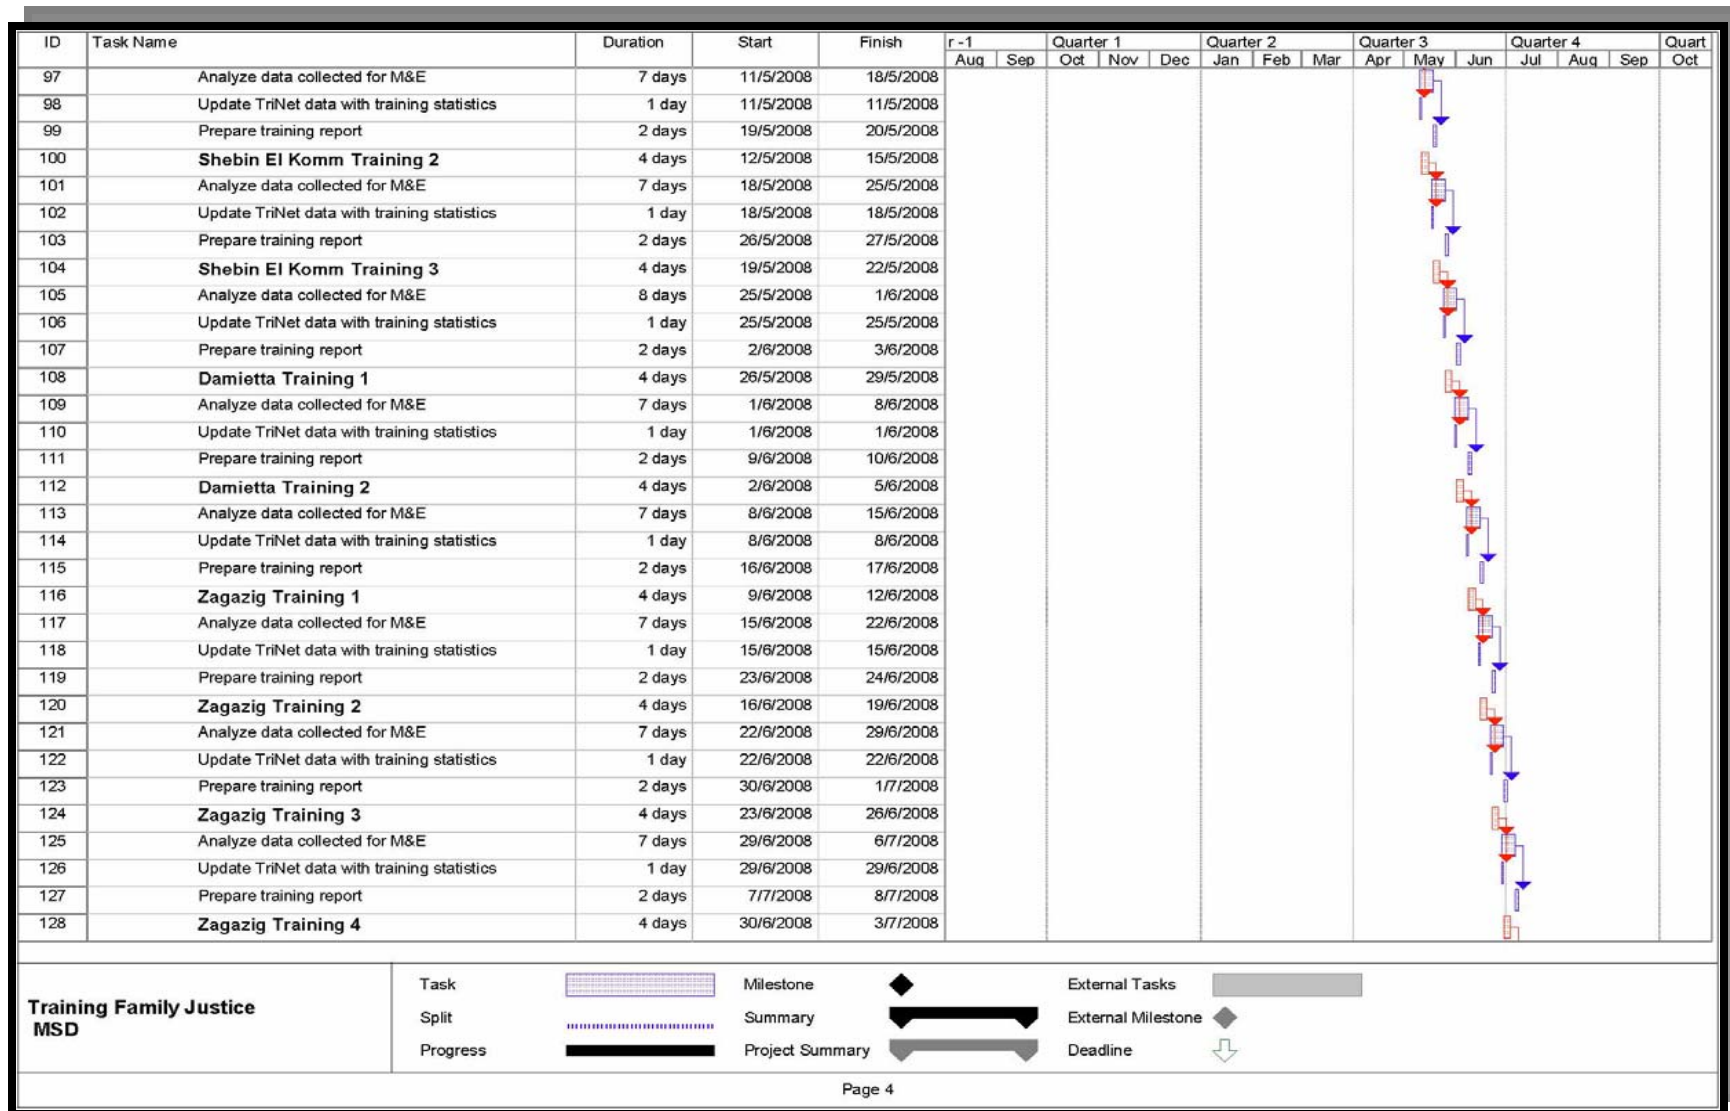 ID Task Name Duration Start Finish r -1 Quarter 1 Quarter 2 Quarter 3 Quarter 4 Quart
Aug Sep Oct Nov Dec Jan Feb Mar Apr May Jun Jul Aug Sep Oct
97 Analyze data collected for M&E 7 days 11/5/2008 18/5/2008
98 Update TriNet data with training statistics 1 day 11/5/2008 11/5/2008
99 Prepare training report 2 days 19/5/2008 20/5/2008
100 Shebin El Komm Training 2 4 days 12/5/2008 15/5/2008
101 Analyze data collected for M&E 7 days 18/5/2008 25/5/2008
102 Update TriNet data with training statistics 1 day 18/5/2008 18/5/2008
103 Prepare training report 2 days 26/5/2008 27/5/2008
104 Shebin El Komm Training 3 4 days 19/5/2008 22/5/2008
105 Analyze data collected for M&E 8 days 25/5/2008 1/6/2008
106 Update TriNet data with training statistics 1 day 25/5/2008 25/5/2008
107 Prepare training report 2 days 2/6/2008 3/6/2008
108 Damietta Training 1 4 days 26/5/2008 29/5/2008
109 Analyze data collected for M&E 7 days 1/6/2008 8/6/2008
110 Update TriNet data with training statistics 1 day 1/6/2008 1/6/2008
111 Prepare training report 2 days 9/6/2008 10/6/2008
112 Damietta Training 2 4 days 2/6/2008 5/6/2008
113 Analyze data collected for M&E 7 days 8/6/2008 15/6/2008
114 Update TriNet data with training statistics 1 day 8/6/2008 8/6/2008
115 Prepare training report 2 days 16/6/2008 17/6/2008
116 Zagazig Training 1 4 days 9/6/2008 12/6/2008
117 Analyze data collected for M&E 7 days 15/6/2008 22/6/2008
118 Update TriNet data with training statistics 1 day 15/6/2008 15/6/2008
119 Prepare training report 2 days 23/6/2008 24/6/2008
120 Zagazig Training 2 4 days 16/6/2008 19/6/2008
121 Analyze data collected for M&E 7 days 22/6/2008 29/6/2008
122 Update TriNet data with training statistics 1 day 22/6/2008 22/6/2008
123 Prepare training report 2 days 30/6/2008 1/7/2008
124 Zagazig Training 3 4 days 23/6/2008 26/6/2008
125 Analyze data collected for M&E 7 days 29/6/2008 6/7/2008
126 Update TriNet data with training statistics 1 day 29/6/2008 29/6/2008
127 Prepare training report 2 days 7/7/2008 8/7/2008
128 Zagazig Training 4 4 days 30/6/2008 3/7/2008
Training Family Justice
MSD
Task Milestone External Tasks
Split Summary External Milestone
Progress Project Summary Deadline
Page 4